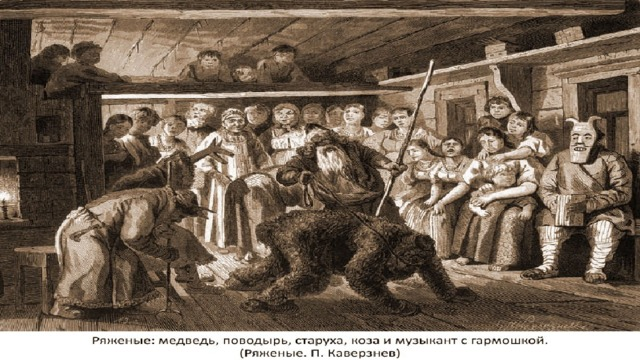 Ряженые: медведь, поводырь, старуха, коза и музыкант с гармошкой.
(Ряженые. П. Каверзнев)